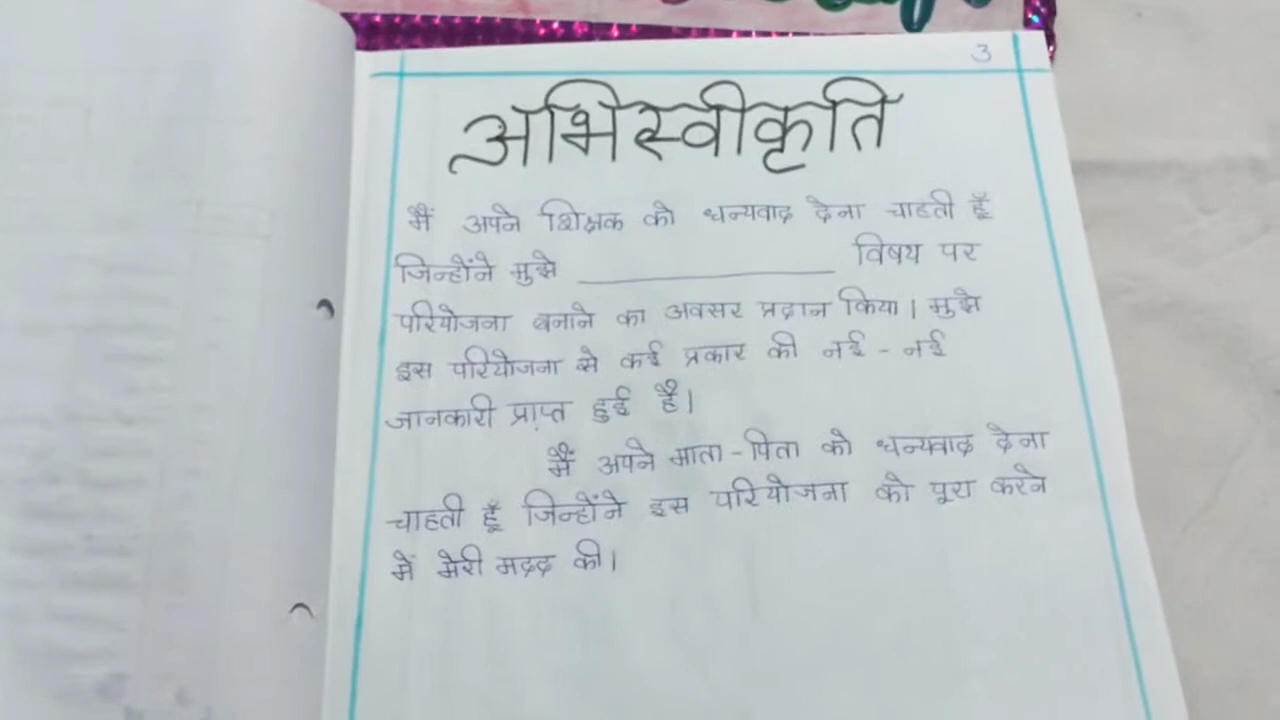 3
अभिस्वीकृति
मैं अपने शिक्षक को धन्यवाद देना चाहती हूँ
जिन्होंने मुझे ____________ विषय पर
परियोजना बनाने का अवसर प्रदान किया। मुझे
इस परियोजना से कई प्रकार की नई - नई
जानकारी प्राप्त हुई है।
मैं अपने माता-पिता को धन्यवाद देना
चाहती हूँ जिन्होंने इस परियोजना को पूरा करने
में मेरी मदद की।